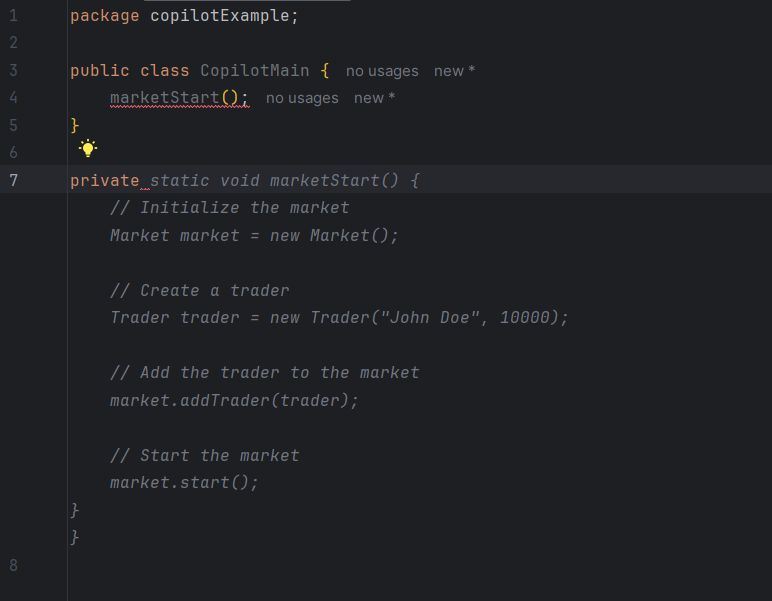 1 package copilotExample;
2
3 public class CopilotMain { no usages new *
4 marketStart(); no usages new *
5 }
6
7 private static void marketStart() {
// Initialize the market
Market market = new Market();
// Create a trader
Trader trader = new Trader("John Doe", 10000);
// Add the trader to the market
market.addTrader(trader);
// Start the market
market.start();
}
}
8